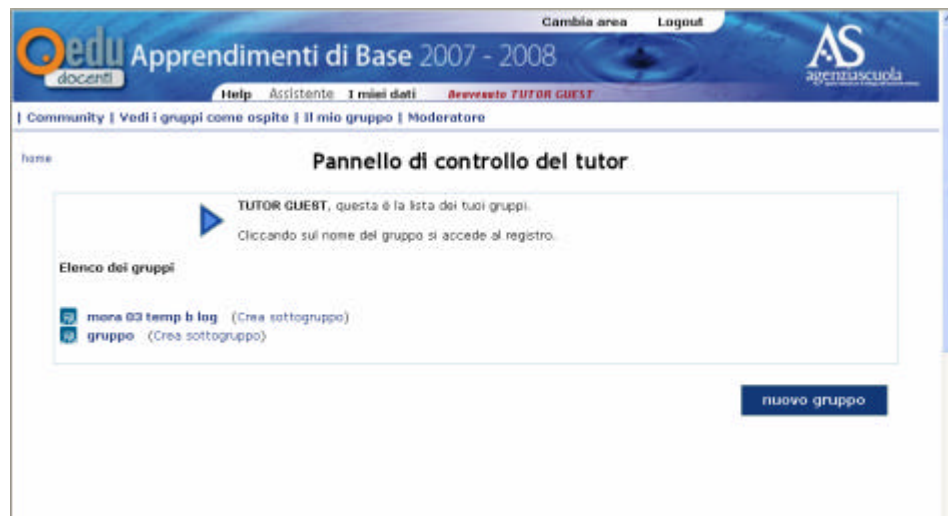 Cambia area Logout
Qedu Apprendimenti di Base 2007 - 2008 AS
docenti agenziascuola
Help Assistente I miei dati Benvenuto TUTOR GUEST
| Community | Vedi i gruppi come ospite | Il mio gruppo | Moderatore
home
Pannello di controllo del tutor
TUTOR GUEST, questa è la lista dei tuoi gruppi.
Cliccando sul nome del gruppo si accede al registro.
Elenco dei gruppi
mora 03 temp b log (Crea sottogruppo)
gruppo (Crea sottogruppo)
nuovo gruppo